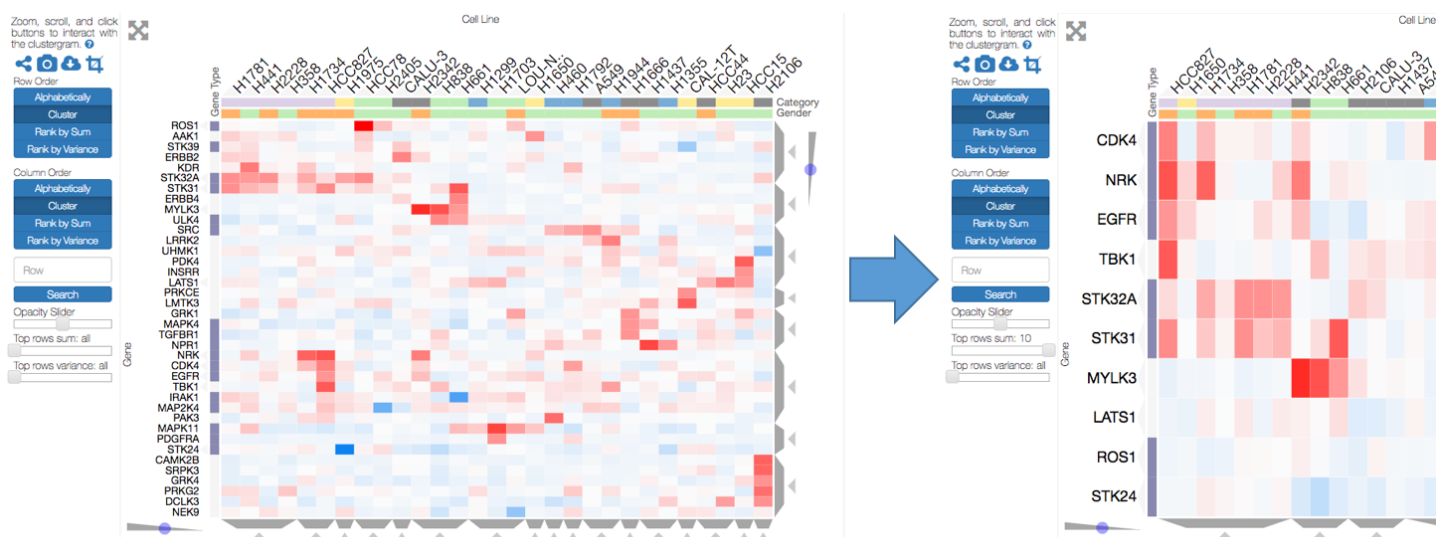 Zoom, scroll, and click
buttons to interact with
the clustergram.
Row Order
Alphabetically
Cluster
Rank by Sum
Rank by Variance
Column Order
Alphabetically
Cluster
Rank by Sum
Rank by Variance
Row
Search
Opacity Slider
Top rows sum: all
Top rows variance: all
Cell Line
Gene Type
H1781
H441
H2228
H358
H1734
HCC827
H1975
HCC78
H2405
CALU-3
H2342
H838
H661
H1299
H1703
LOU-N.
H1650
H460
H1792
A549
H1944
H1666
H1437
H1355
CAL-12T
HCC44
H23
HCC15
H2106
Category
Gender
Gene
ROS1
AAK1
STK39
ERBB2
KDR
STK32A
STK31
ERBB4
MYLK3
ULK4
SRC
LRRK2
UHMK1
PDK4
INSRR
LATS1
PRKCE
LMTK3
GRK1
MAPK4
TGFBR1
NPR1
NRK
CDK4
EGFR
TBK1
IRAK1
MAP2K4
PAK3
MAPK11
PDGFRA
STK24
CAMK2B
SRPK3
GRK4
PRKG2
DCLK3
NEK9
Zoom, scroll, and click
buttons to interact with
the clustergram.
Row Order
Alphabetically
Cluster
Rank by Sum
Rank by Variance
Column Order
Alphabetically
Cluster
Rank by Sum
Rank by Variance
Row
Search
Opacity Slider
Top rows sum: 10
Top rows variance: all
Cell Line
Gene Type
HCC827
H1650
H1734
H358
H1781
H2228
H441
H2342
H838
H661
H2106
CALU-3
H1437
Gene
CDK4
NRK
EGFR
TBK1
STK32A
STK31
MYLK3
LATS1
ROS1
STK24